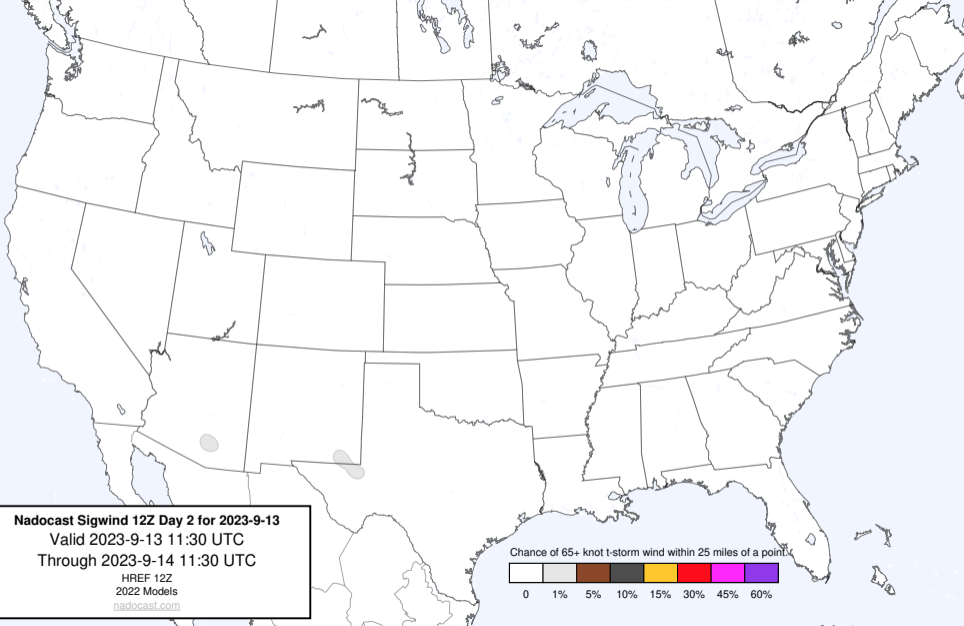 Nadocast Sigwind 12Z Day 2 for 2023-9-13
Valid 2023-9-13 11:30 UTC
Through 2023-9-14 11:30 UTC
HREF 12Z
2022 Models
nadocast.com
Chance of 65+ knot t-storm wind within 25 miles of a point.
0 1% 5% 10% 15% 30% 45% 60%